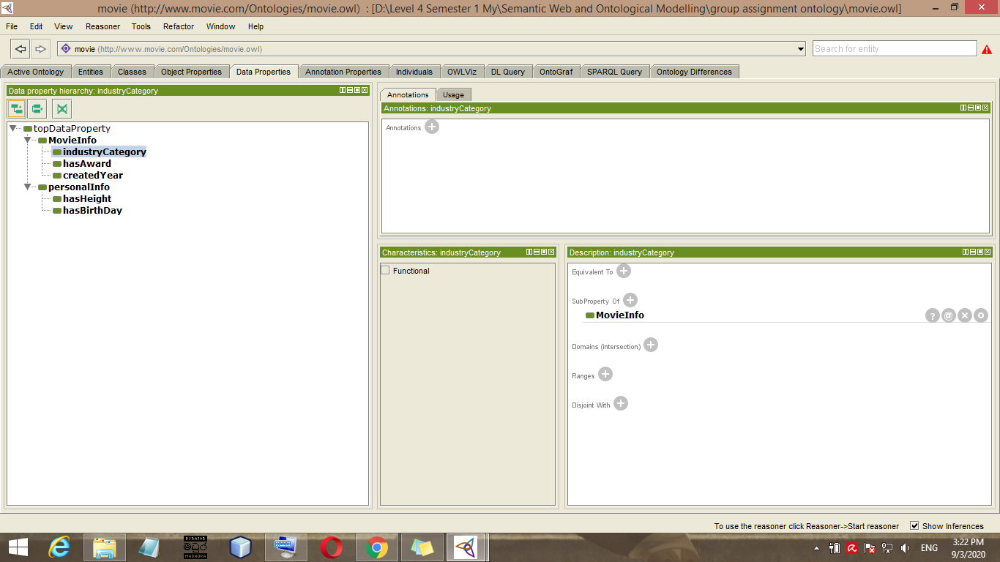 movie (http://www.movie.com/Ontologies/movie.owl) : [D:\Level 4 Semester 1 My\Semantic Web and Ontological Modelling\group assignment ontology\movie.owl]
File Edit View Reasoner Tools Refactor Window Help
movie (http://www.movie.com/Ontologies/movie.owl)
Search for entity
Active Ontology Entities Classes Object Properties Data Properties Annotation Properties Individuals OWLViz DL Query OntoGraf SPARQL Query Ontology Differences
Data property hierarchy: industryCategory
topDataProperty
MovieInfo
industryCategory
hasAward
createdYear
personalInfo
hasHeight
hasBirthDay
Annotations Usage
Annotations: industryCategory
Annotations
Characteristics: industryCategory
Functional
Description: industryCategory
Equivalent To
SubProperty Of
MovieInfo
Domains (intersection)
Ranges
Disjoint With
To use the reasoner click Reasoner->Start reasoner Show Inferences
DJ RAZOR
මධුර
MADHURA
ENG
3:22 PM
9/3/2020